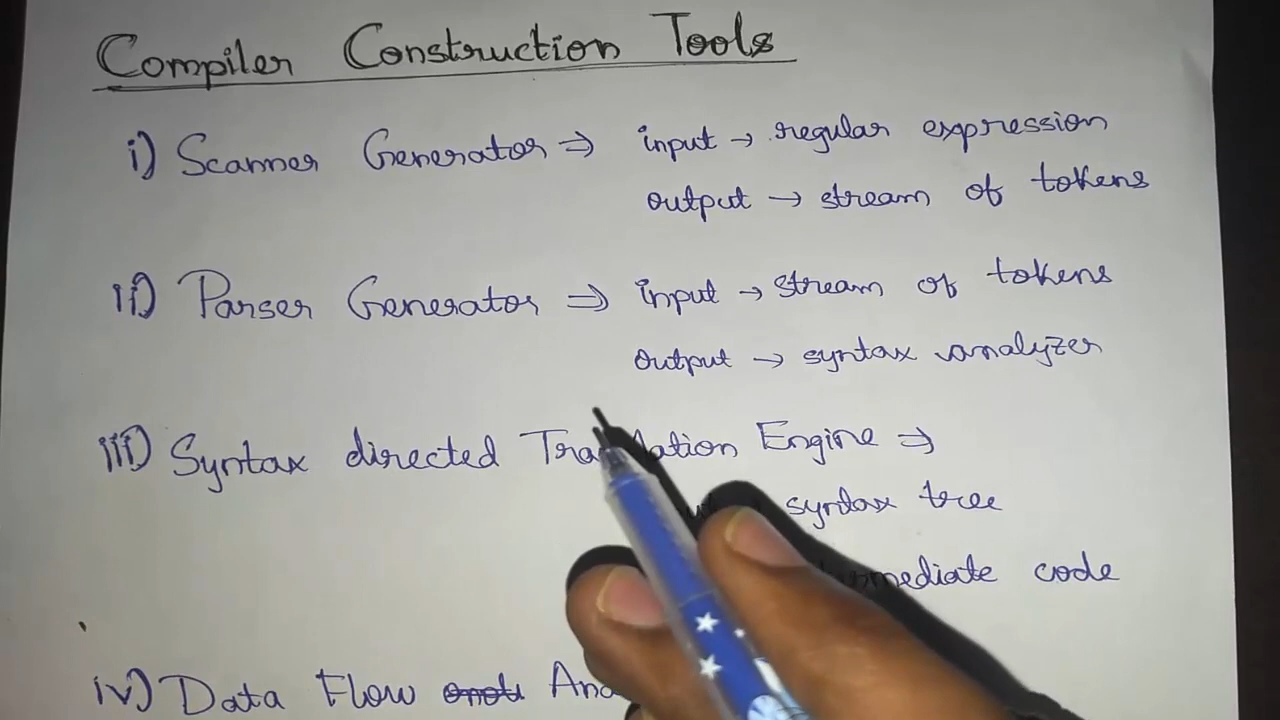 Compiler Construction Tools
i) Scanner Generator ⇒ input → regular expression
output → stream of tokens
ii) Parser Generator ⇒ input → stream of tokens
output → syntax analyzer
iii) Syntax directed Engine ⇒
syntax tree
code
iv) Data Flow